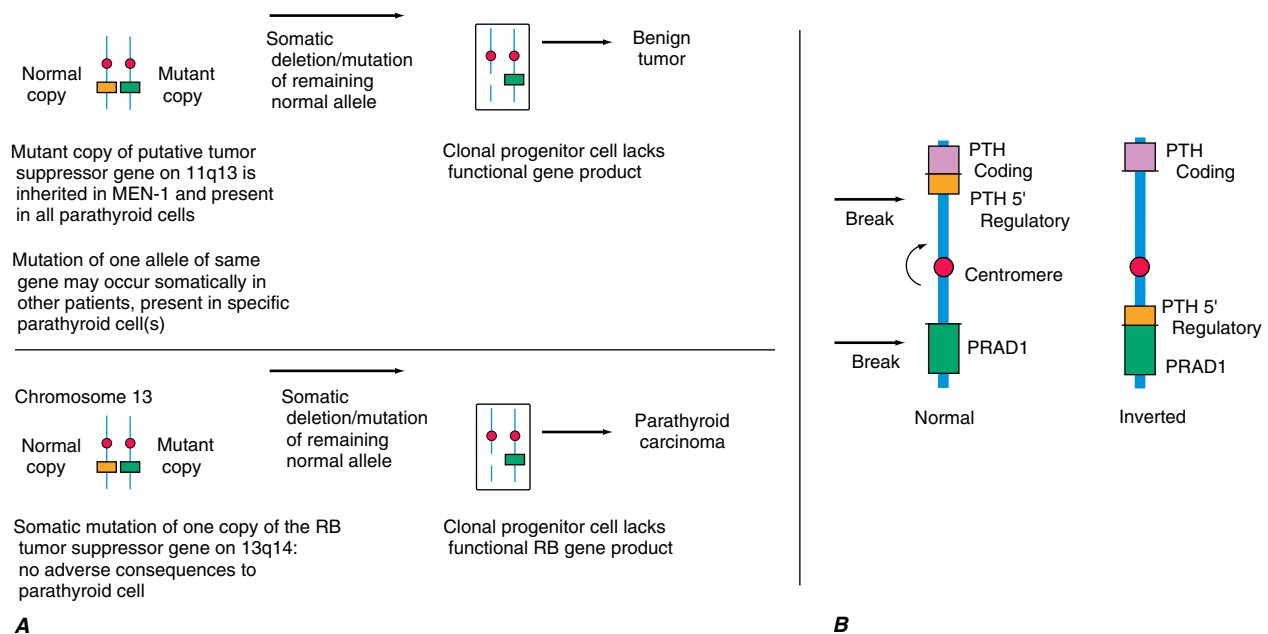 Normal
copy
Mutant
copy
Somatic
deletion/mutation
of remaining
normal allele
Benign
tumor
Mutant copy of putative tumor
suppressor gene on 11q13 is
inherited in MEN-1 and present
in all parathyroid cells
Clonal progenitor cell lacks
functional gene product
Mutation of one allele of same
gene may occur somatically in
other patients, present in specific
parathyroid cell(s)
Chromosome 13
Normal
copy
Mutant
copy
Somatic
deletion/mutation
of remaining
normal allele
Parathyroid
carcinoma
Somatic mutation of one copy of the RB
tumor suppressor gene on 13q14:
no adverse consequences to
parathyroid cell
Clonal progenitor cell lacks
functional RB gene product
A
PTH
Coding
PTH 5'
Regulatory
Break
Centromere
Break
PRAD1
Normal
PTH
Coding
PTH 5'
Regulatory
PRAD1
Inverted
B